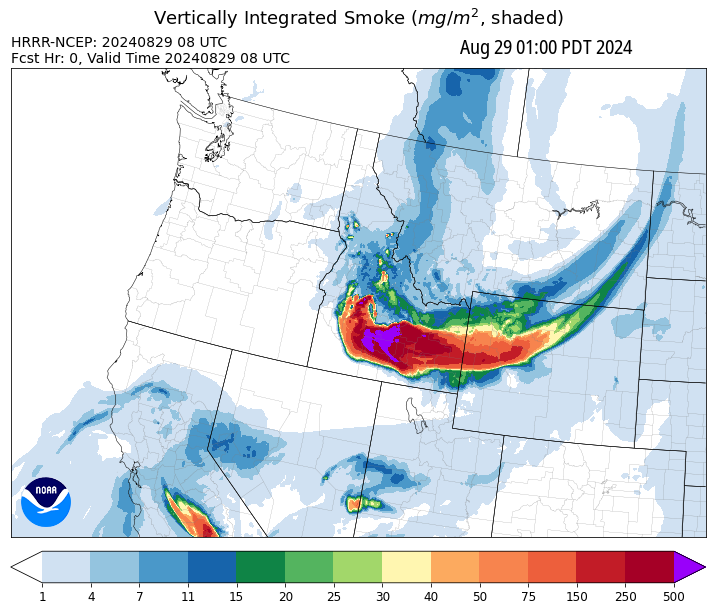 Vertically Integrated Smoke (mg/m², shaded)
HRRR-NCEP: 20240829 08 UTC
Fcst Hr: 0, Valid Time 20240829 08 UTC
Aug 29 01:00 PDT 2024
NOAA
1 4 7 11 15 20 25 30 40 50 75 150 250 500